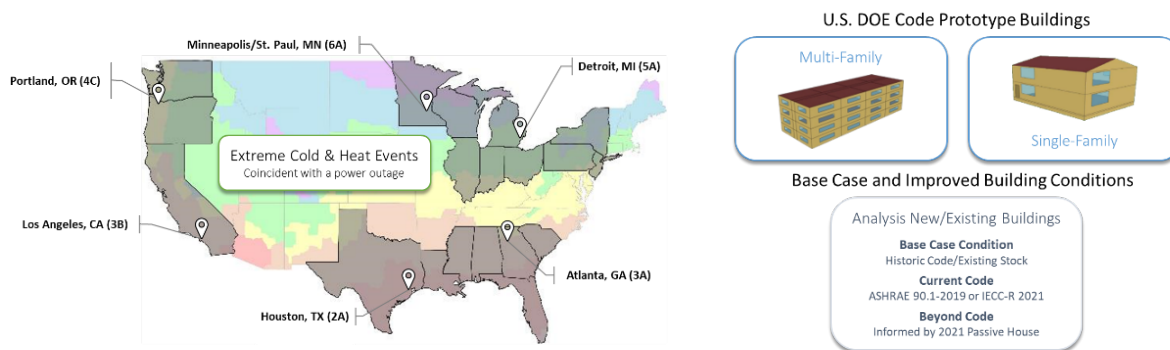 Minneapolis/St. Paul, MN (6A)
Portland, OR (4C)
Detroit, MI (5A)
Extreme Cold & Heat Events
Coincident with a power outage
Los Angeles, CA (3B)
Atlanta, GA (3A)
Houston, TX (2A)
U.S. DOE Code Prototype Buildings
Multi-Family
Single-Family
Base Case and Improved Building Conditions
Analysis New/Existing Buildings
Base Case Condition
Historic Code/Existing Stock
Current Code
ASHRAE 90.1-2019 or IECC-R 2021
Beyond Code
Informed by 2021 Passive House